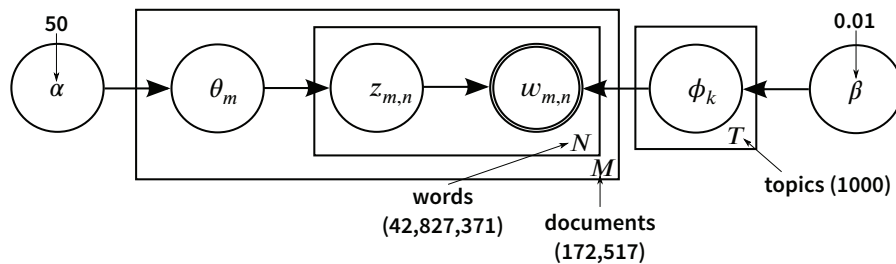 50
0.01
α
θm
zm,n
wm,n
ϕk
β
N
T
M
words
(42,827,371)
documents
(172,517)
topics (1000)